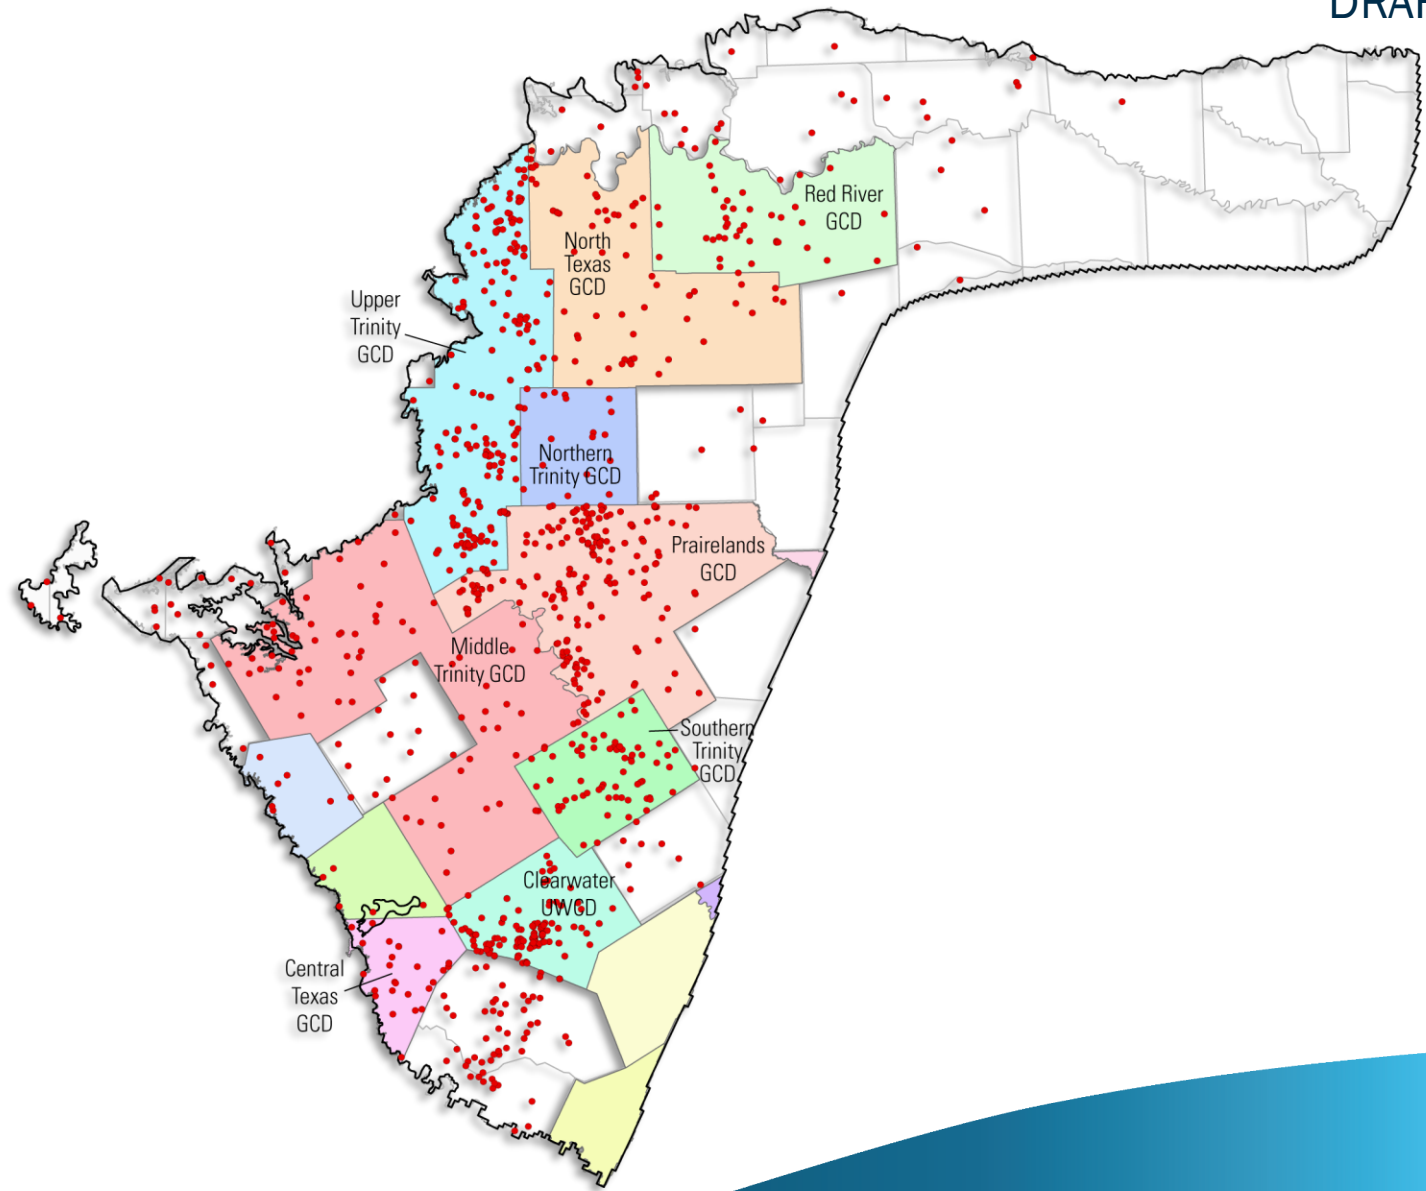 DRAF
Red River
GCD
North
Texas
GCD
Upper
Trinity
GCD
Northern
Trinity GCD
Prairelands
GCD
Middle
Trinity GCD
Southern
Trinity
GCD
Clearwater
UWCD
Central
Texas
GCD